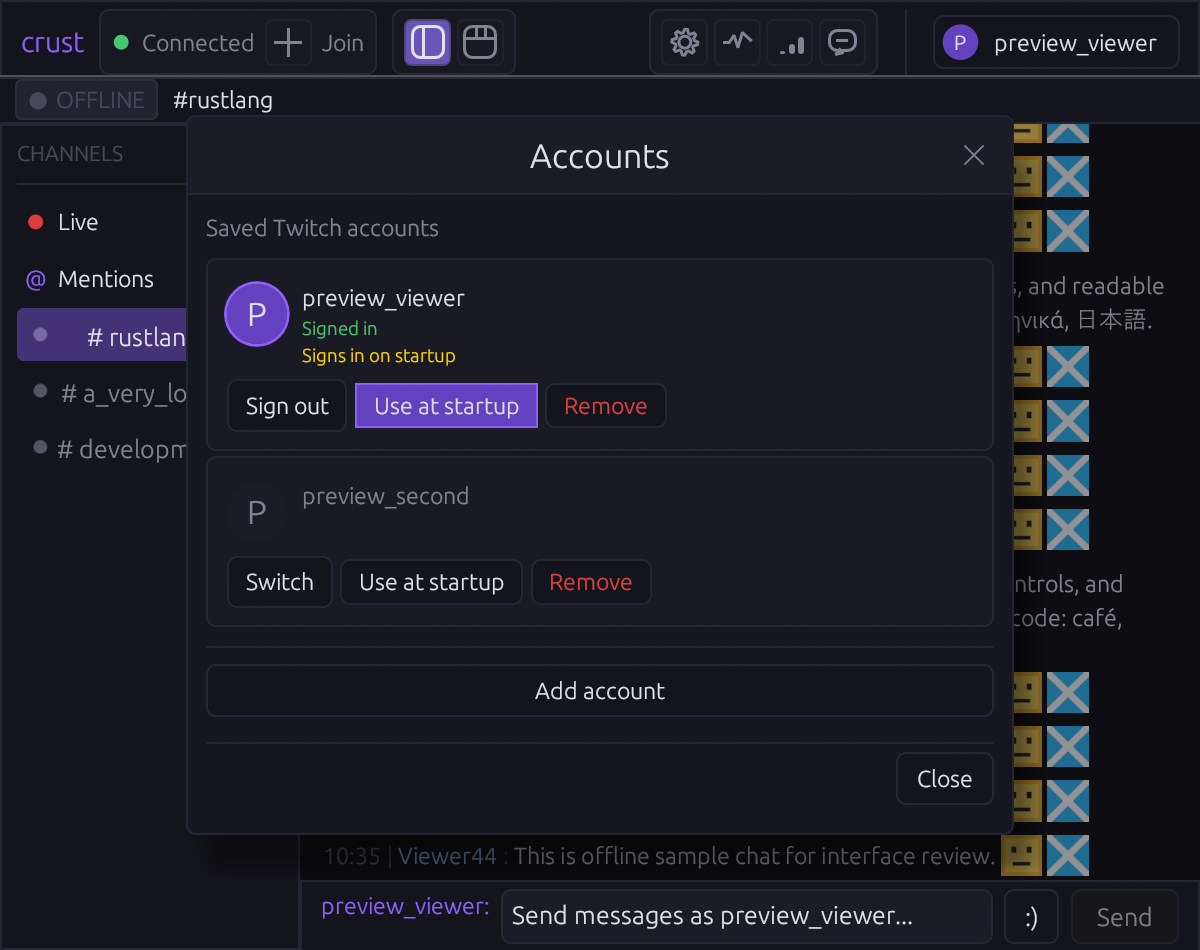 crust
Connected
Join
P preview_viewer
OFFLINE #rustlang
CHANNELS
Live
@ Mentions
# rustlan
# a_very_lo
# developm
Accounts
Saved Twitch accounts
P
preview_viewer
Signed in
Signs in on startup
Sign out
Use at startup
Remove
P
preview_second
Switch
Use at startup
Remove
Add account
Close
, and readable
ηνικά, 日本語.
ntrols, and
code: café,
10:35 | Viewer44 : This is offline sample chat for interface review.
preview_viewer: Send messages as preview_viewer... :) Send